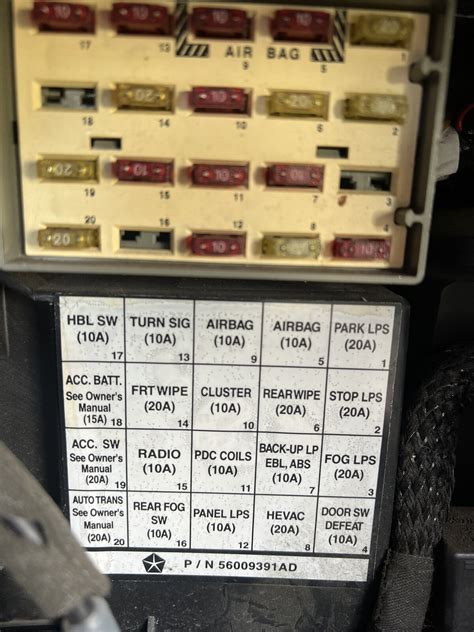 10
10
10
10
20
17
13
9
5
1
AIR BAG
20
10
20
20
18
14
10
6
2
20
10
10
10
19
15
11
7
3
20
16
12
8
4
20
10
20
10
HBL SW
(10A)
17
TURN SIG
(10A)
13
AIRBAG
(10A)
9
AIRBAG
(10A)
5
PARK LPS
(20A)
1
ACC. BATT.
See Owner's
Manual
(15A) 18
FRT WIPE
(20A)
14
CLUSTER
(10A)
10
REAR WIPE
(20A)
6
STOP LPS
(20A)
2
ACC. SW
See Owner's
Manual
(20A) 19
RADIO
(10A)
15
PDC COILS
(10A)
11
BACK-UP LP
EBL, ABS
(10A)
7
FOG LPS
(20A)
3
AUTO TRANS
See Owner's
Manual
(20A) 20
REAR FOG
SW
(10A) 16
PANEL LPS
(10A)
12
HEVAC
(20A)
8
DOOR SW
DEFEAT
(10A) 4
P / N 56009391AD